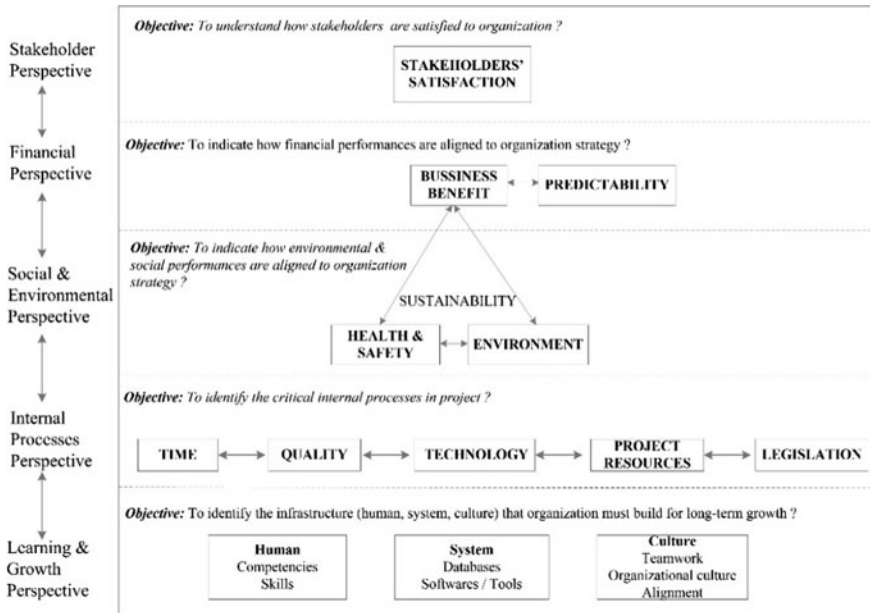 Stakeholder
Perspective
Objective: To understand how stakeholders are satisfied to organization ?
STAKEHOLDERS'
SATISFACTION
Financial
Perspective
Objective: To indicate how financial performances are aligned to organization strategy ?
BUSSINESS
BENEFIT
PREDICTABILITY
Social &
Environmental
Perspective
Objective: To indicate how environmental &
social performances are aligned to organization
strategy ?
SUSTAINABILITY
HEALTH &
SAFETY
ENVIRONMENT
Internal
Processes
Perspective
Objective: To identify the critical internal processes in project ?
TIME
QUALITY
TECHNOLOGY
PROJECT
RESOURCES
LEGISLATION
Learning &
Growth
Perspective
Objective: To identify the infrastructure (human, system, culture) that organization must build for long-term growth ?
Human
Competencies
Skills
System
Databases
Softwares / Tools
Culture
Teamwork
Organizational culture
Alignment